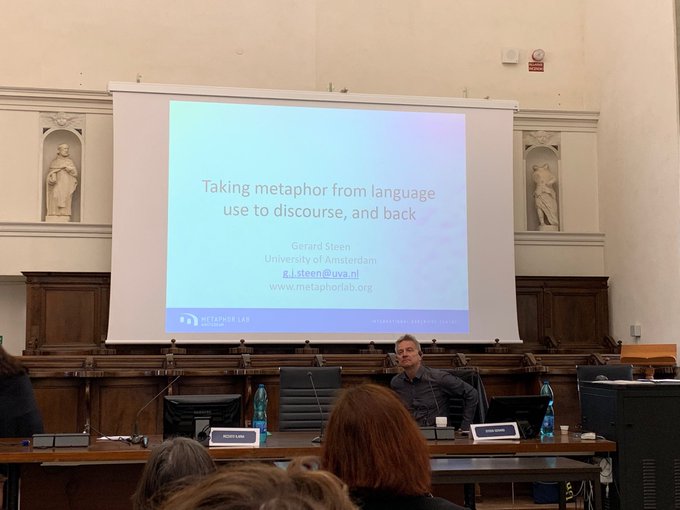 Taking metaphor from language
use to discourse, and back
Gerard Steen
University of Amsterdam
g.j.steen@uva.nl
www.metaphorlab.org
METAPHOR LAB
AMSTERDAM
STEEN GERARD